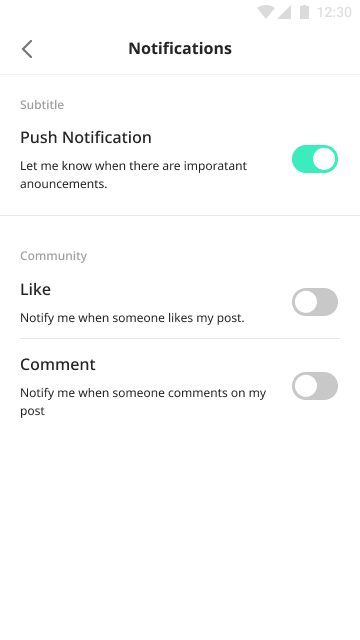 12:30
Notifications
Subtitle
Push Notification
Let me know when there are imporatant
anouncements.
Community
Like
Notify me when someone likes my post.
Comment
Notify me when someone comments on my
post